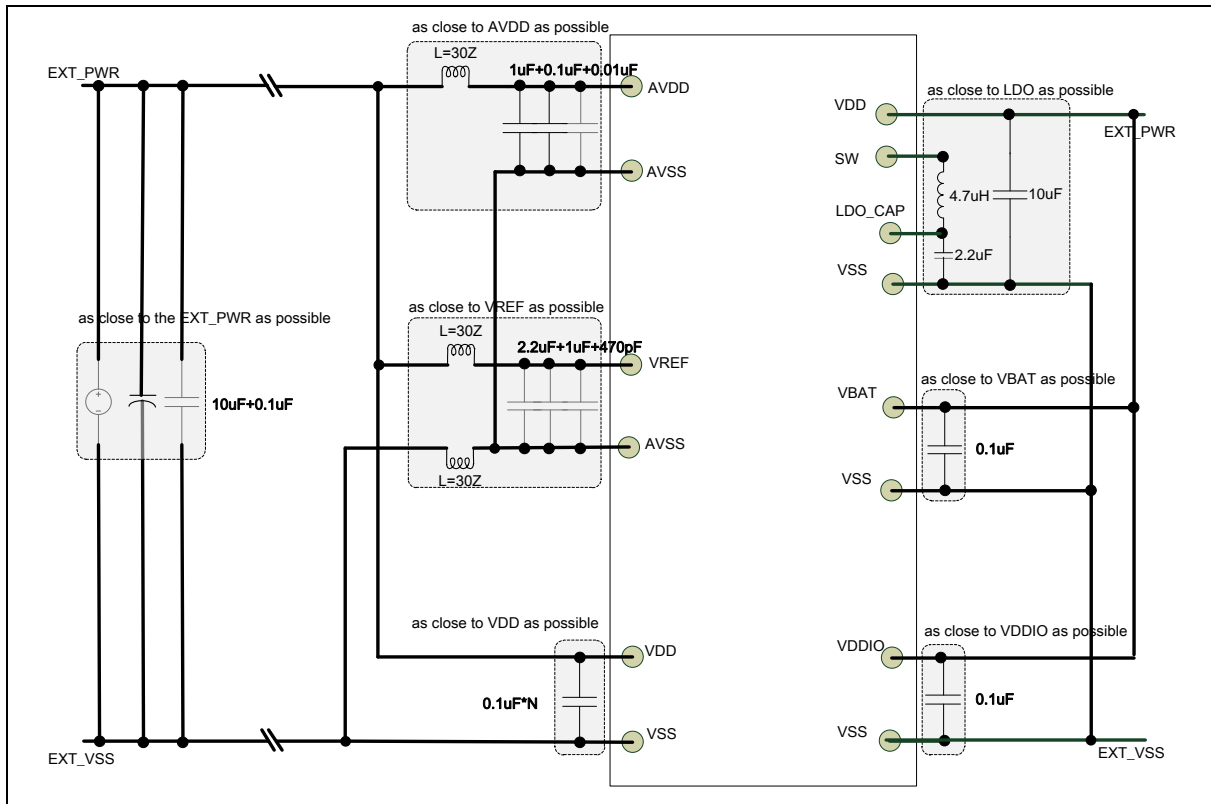 as close to AVDD as possible
L=30Z
EXT_PWR
1uF+0.1uF+0.01uF
AVDD
AVSS
as close to VREF as possible
L=30Z
2.2uF+1uF+470pF
VREF
AVSS
L=30Z
as close to the EXT_PWR as possible
10uF+0.1uF
as close to VDD as possible
VDD
0.1uF*N
VSS
EXT_VSS
as close to LDO as possible
VDD
EXT_PWR
SW
4.7uH
10uF
LDO_CAP
2.2uF
VSS
as close to VBAT as possible
VBAT
0.1uF
VSS
as close to VDDIO as possible
VDDIO
0.1uF
VSS
EXT_VSS